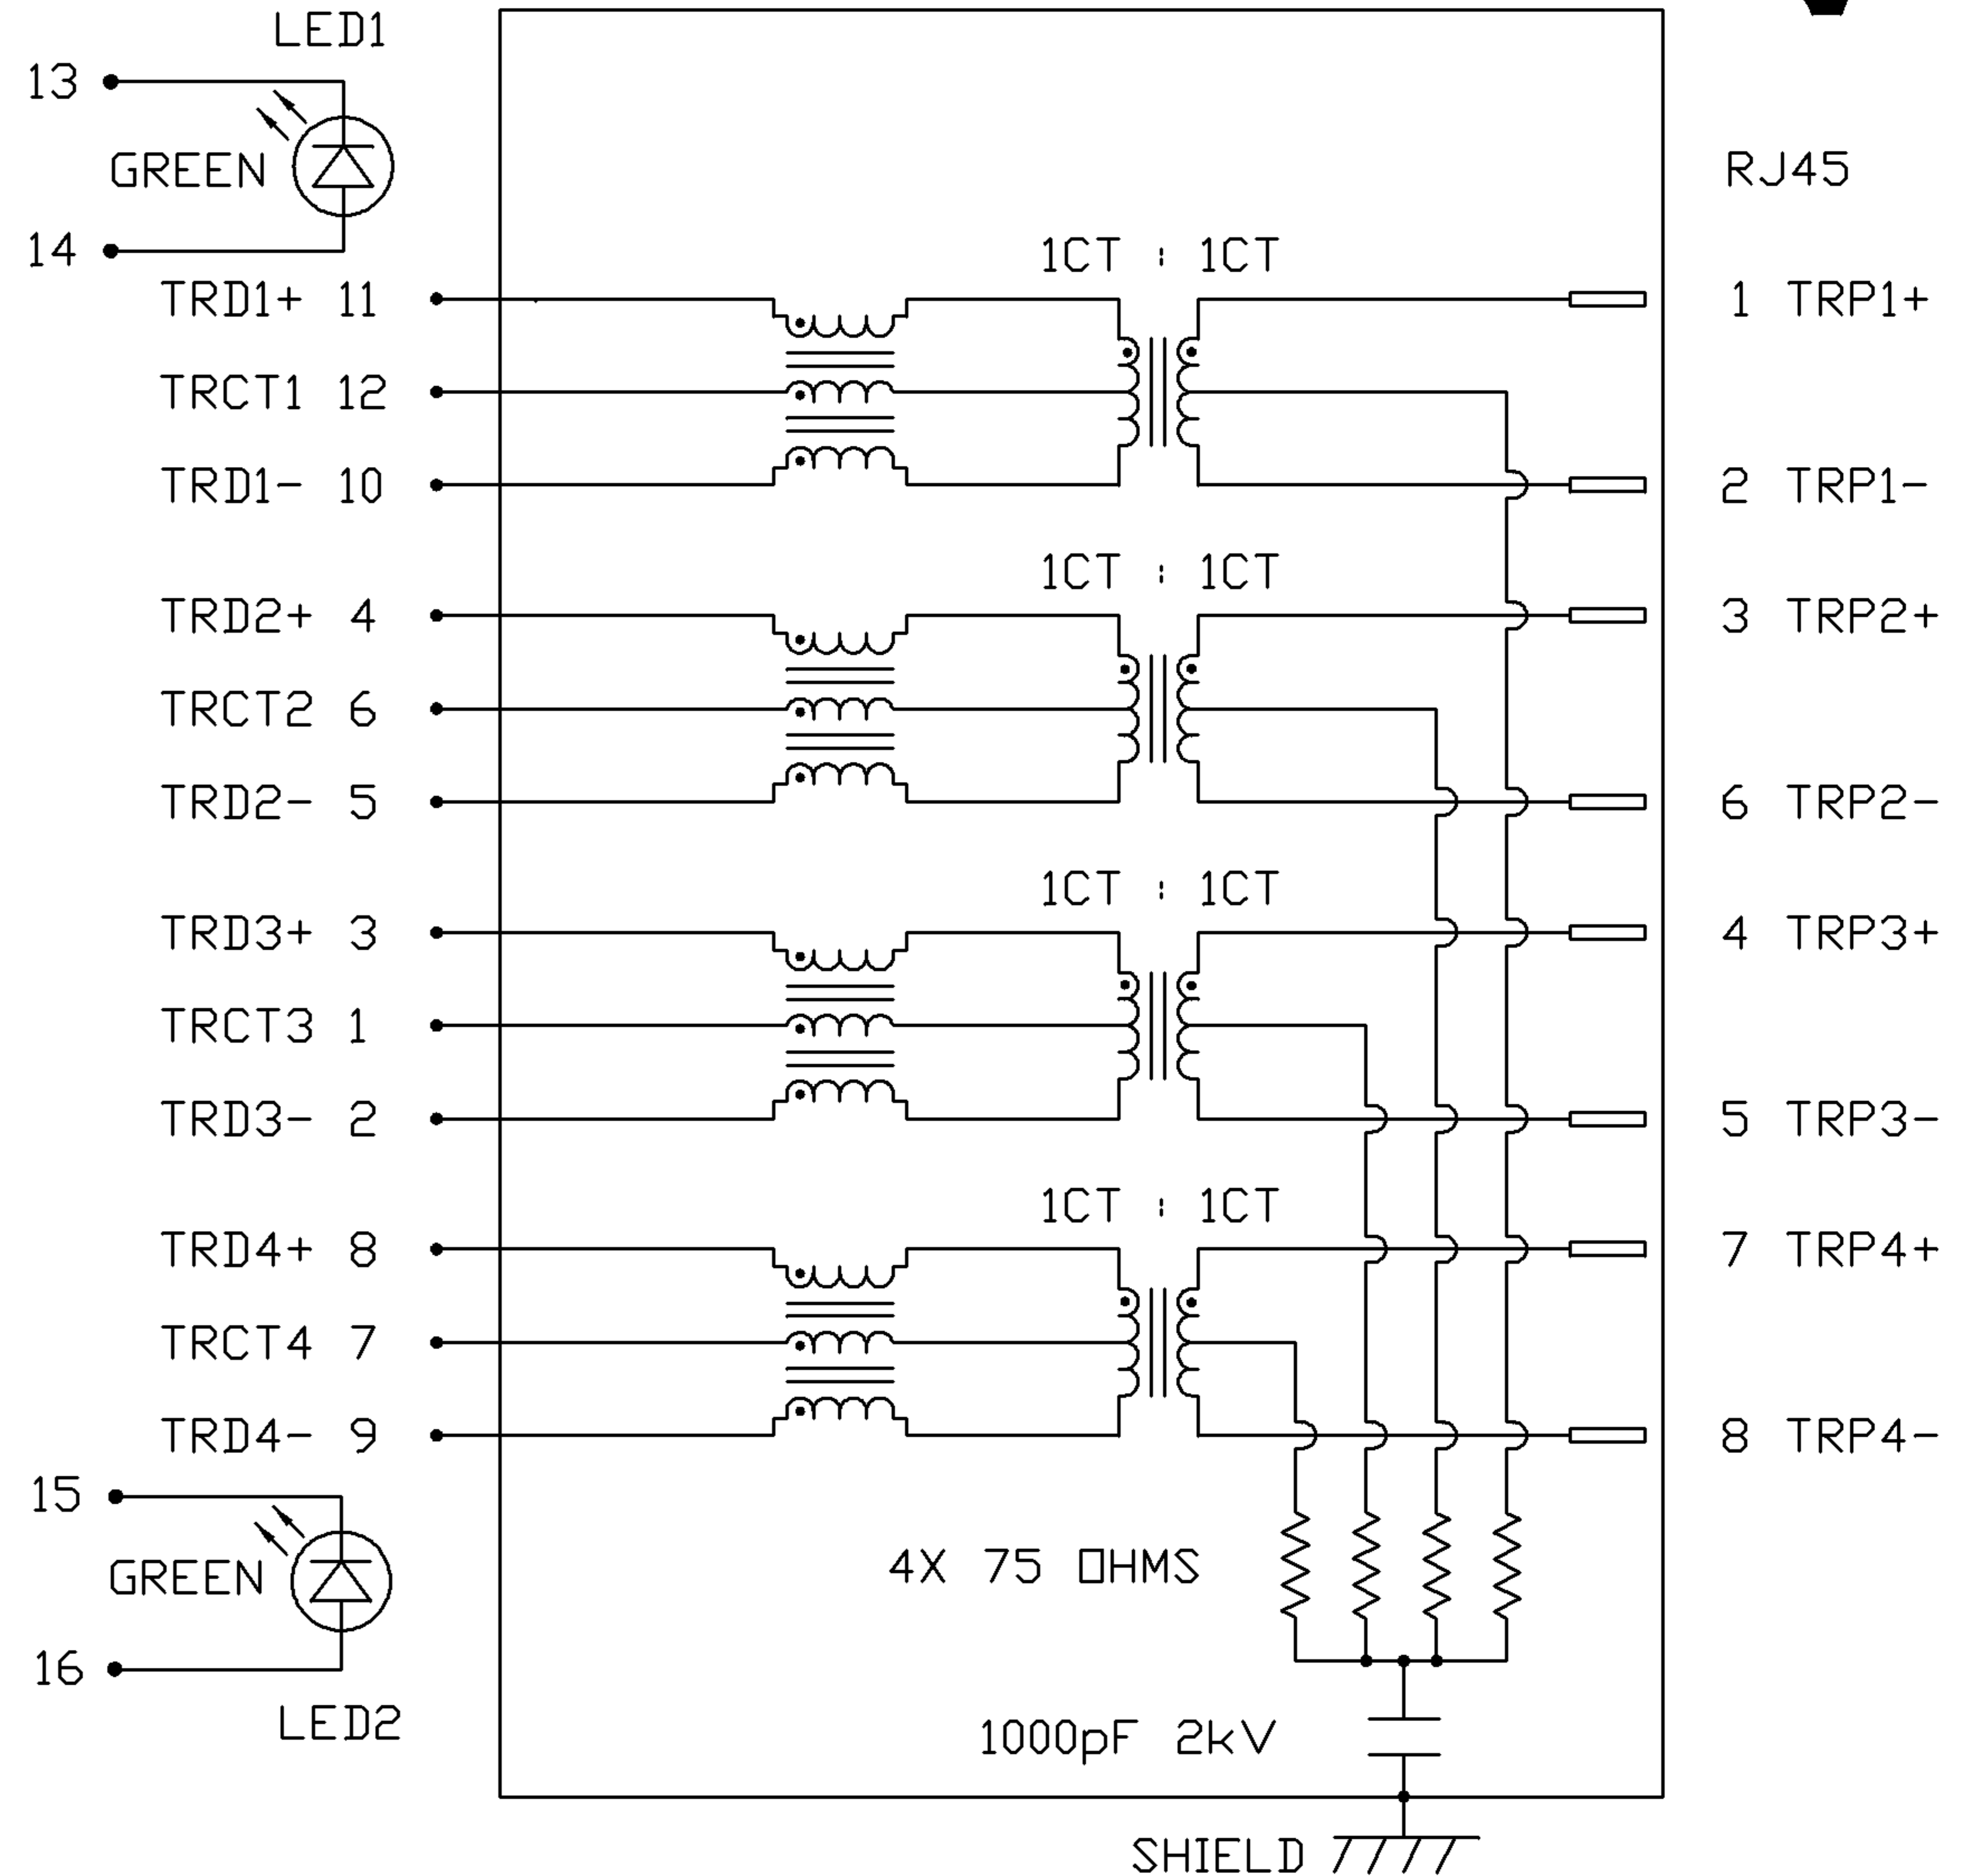 LED1
13
GREEN
RJ45
14
1CT : 1CT
TRD1+ 11
1 TRP1+
TRCT1 12
TRD1- 10
2 TRP1-
1CT : 1CT
TRD2+ 4
3 TRP2+
TRCT2 6
TRD2- 5
6 TRP2-
1CT : 1CT
TRD3+ 3
4 TRP3+
TRCT3 1
TRD3- 2
5 TRP3-
1CT : 1CT
TRD4+ 8
7 TRP4+
TRCT4 7
TRD4- 9
8 TRP4-
15
GREEN
4X 75 OHMS
16
LED2
1000pF 2kV
SHIELD